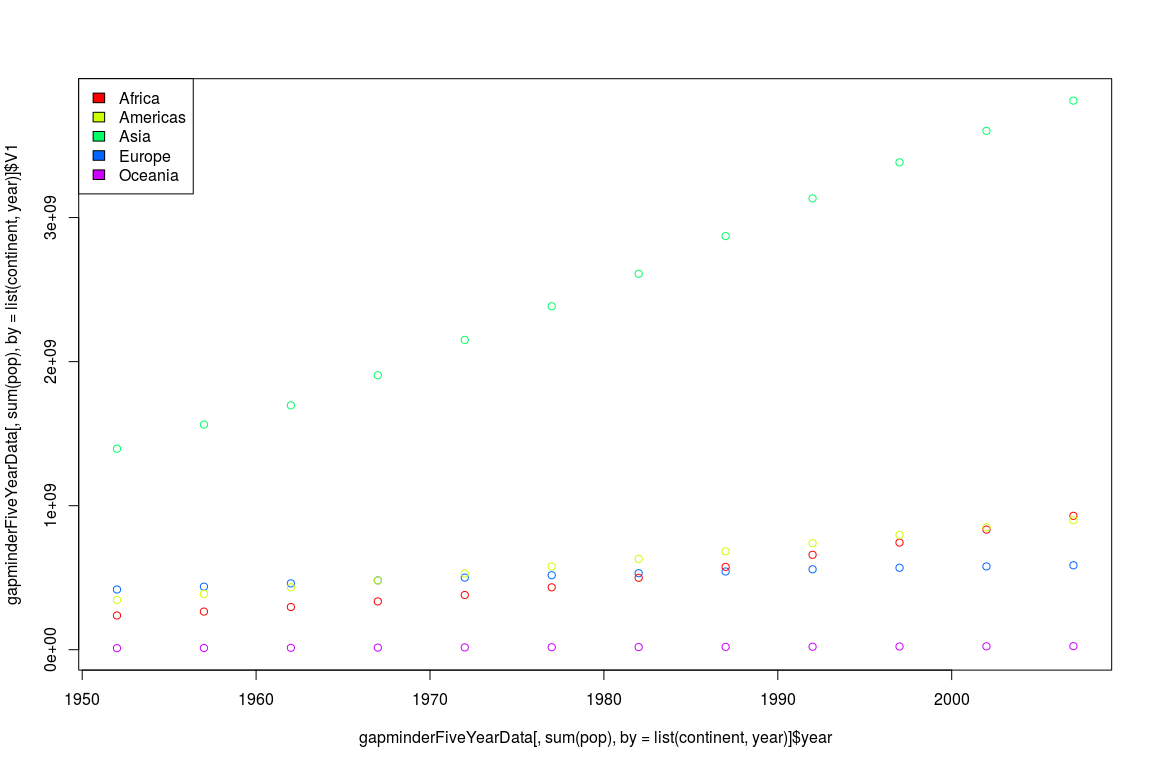 Africa
Americas
Asia
Europe
Oceania
gapminderFiveYearData[, sum(pop), by = list(continent, year)]$V1
3e+09
2e+09
1e+09
0e+00
1950 1960 1970 1980 1990 2000
gapminderFiveYearData[, sum(pop), by = list(continent, year)]$year